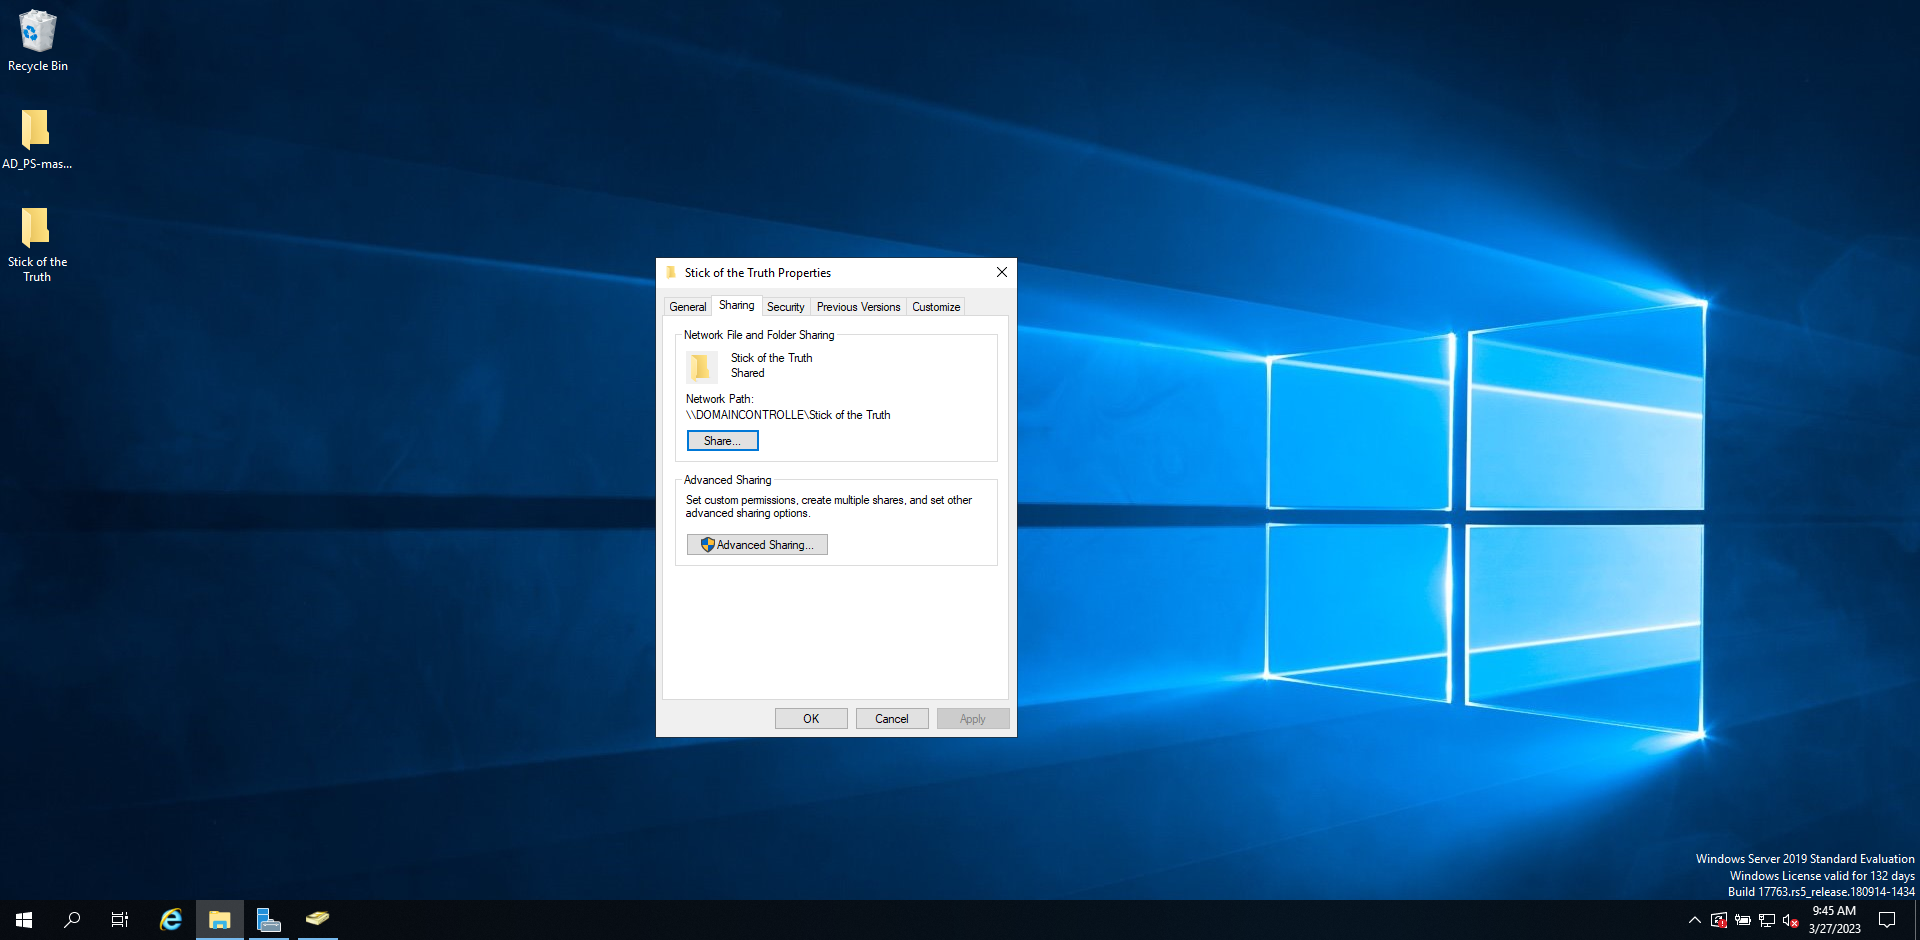 Recycle Bin
AD_PS-mas...
Stick of the
Truth
Stick of the Truth Properties
General
Sharing
Security
Previous Versions
Customize
Network File and Folder Sharing
Stick of the Truth
Shared
Network Path:
\\DOMAINCONTROLLE\Stick of the Truth
Share...
Advanced Sharing
Set custom permissions, create multiple shares, and set other
advanced sharing options.
Advanced Sharing...
OK
Cancel
Apply
Windows Server 2019 Standard Evaluation
Windows License valid for 132 days
Build 17763.rs5_release.180914-1434
9:45 AM
3/27/2023